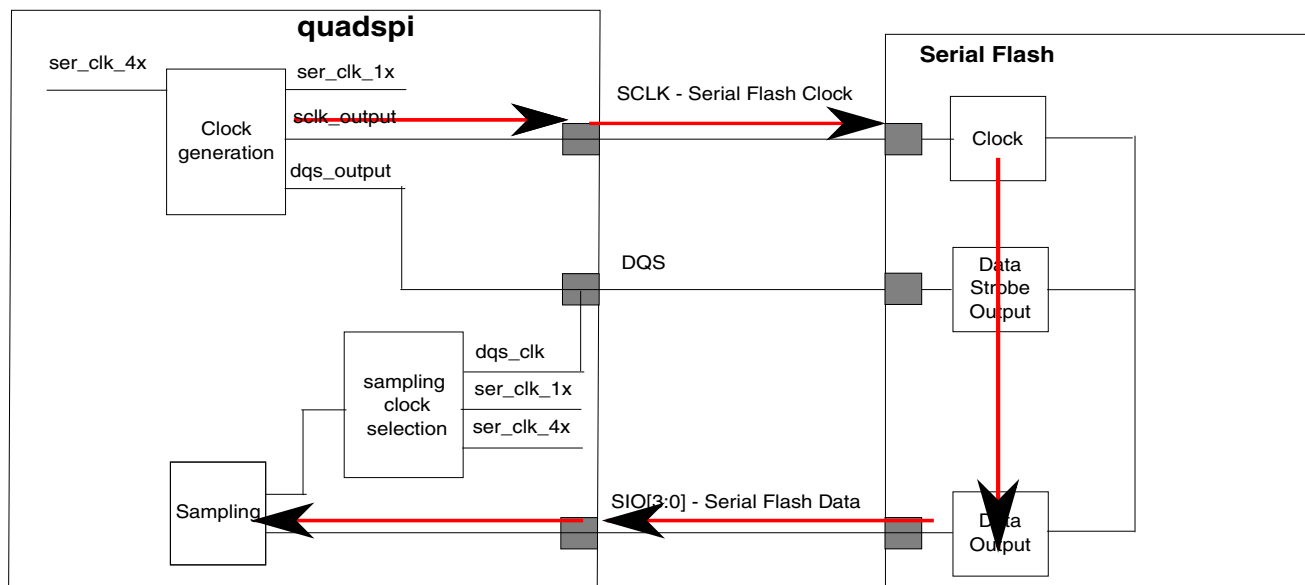 quadspi
ser_clk_4x
ser_clk_1x
sclk_output
Clock
generation
dqs_output
SCLK - Serial Flash Clock
Serial Flash
Clock
DQS
Data
Strobe
Output
dqs_clk
ser_clk_1x
ser_clk_4x
sampling
clock
selection
Sampling
SIO[3:0] - Serial Flash Data
Data
Output